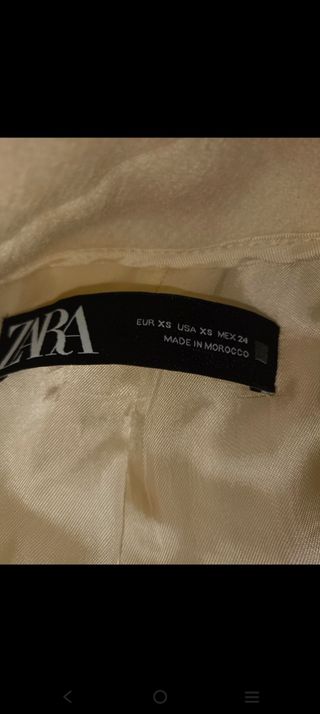 ZARA
EUR XS USA XS MEX 24
MADE IN MOROCCO